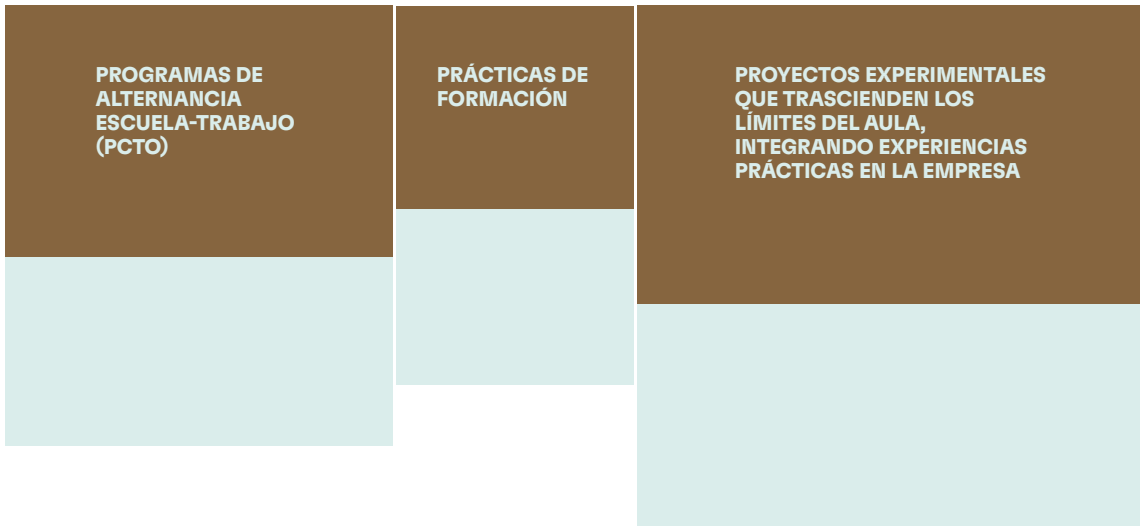 PROGRAMAS DE
ALTERNANCIA
ESCUELA-TRABAJO
(PCTO)
PRÁCTICAS DE
FORMACIÓN
PROYECTOS EXPERIMENTALES
QUE TRASCIENDEN LOS
LÍMITES DEL AULA,
INTEGRANDO EXPERIENCIAS
PRÁCTICAS EN LA EMPRESA